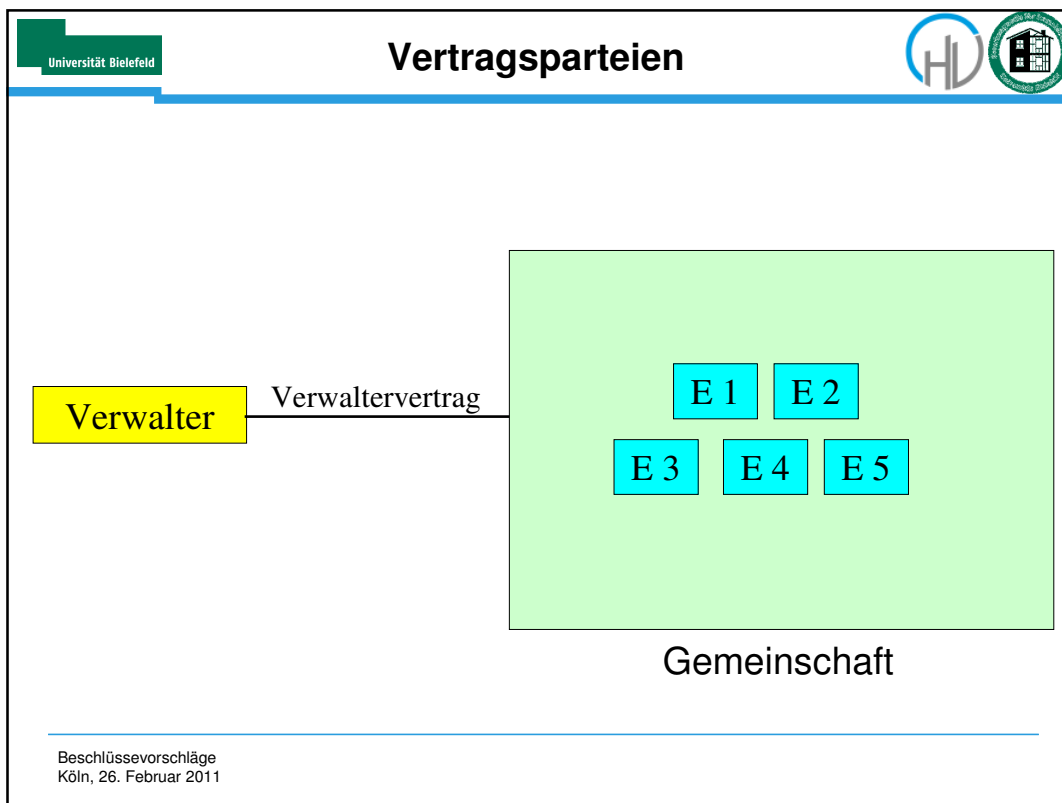 Universität Bielefeld
Vertragsparteien
Verwalter
Verwaltervertrag
E 1 E 2
E 3 E 4 E 5
Gemeinschaft
Beschlüssevorschläge
Köln, 26. Februar 2011